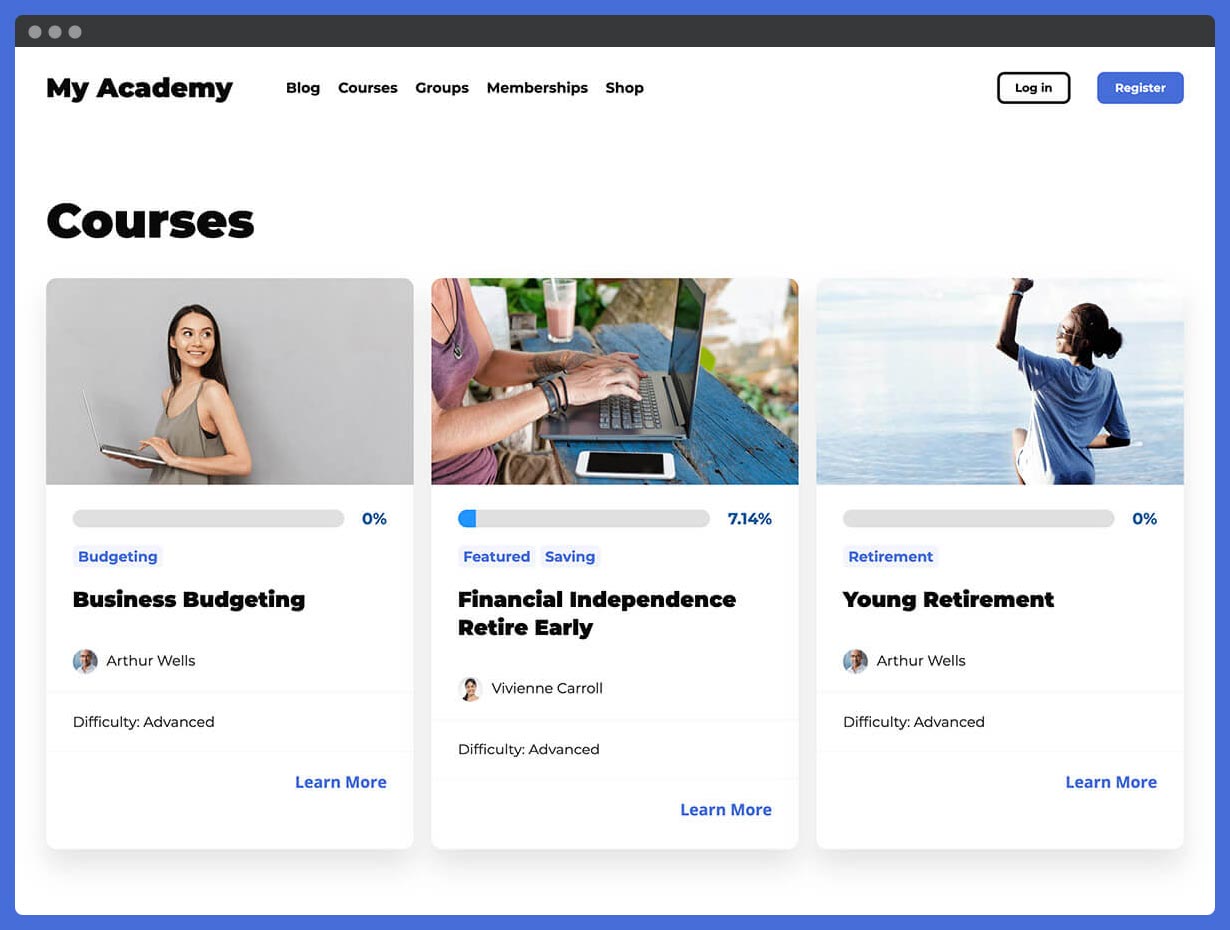 My Academy
Blog Courses Groups Memberships Shop
Log in
Register
Courses
0%
Budgeting
Business Budgeting
Arthur Wells
Difficulty: Advanced
Learn More
7.14%
Featured Saving
Financial Independence
Retire Early
Vivienne Carroll
Difficulty: Advanced
Learn More
0%
Retirement
Young Retirement
Arthur Wells
Difficulty: Advanced
Learn More